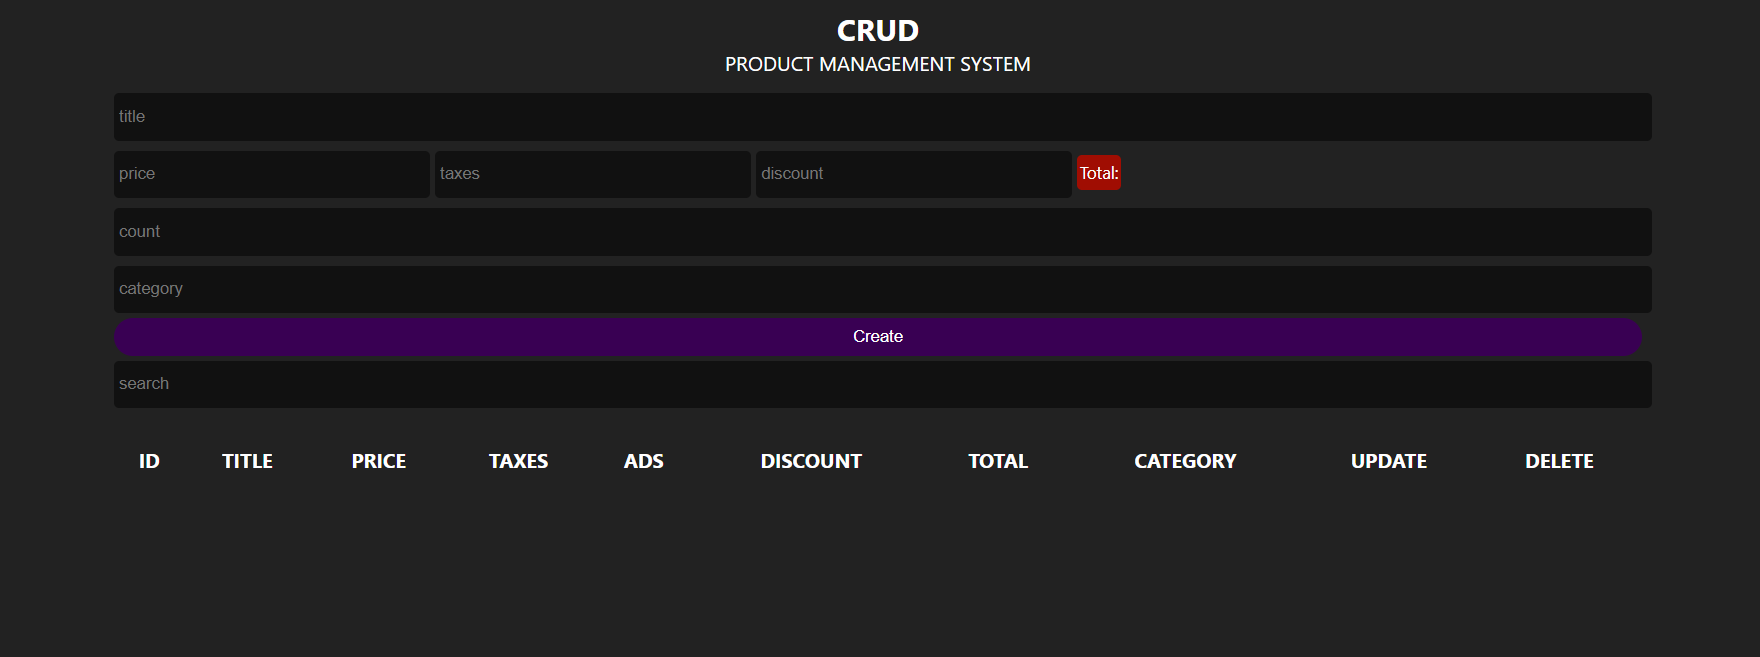 CRUD
PRODUCT MANAGEMENT SYSTEM
title
price taxes discount Total:
count
category
Create
search
ID TITLE PRICE TAXES ADS DISCOUNT TOTAL CATEGORY UPDATE DELETE